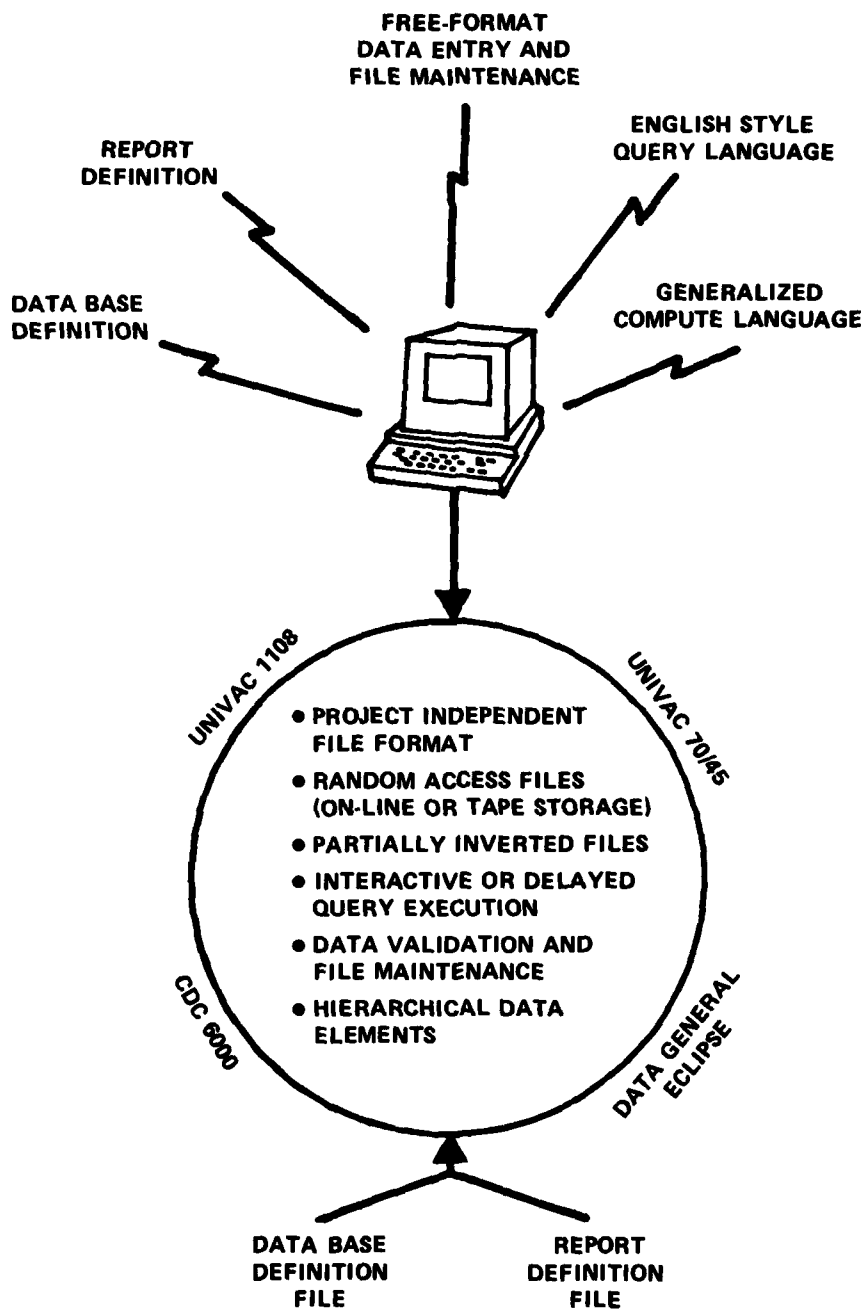 FREE-FORMAT
DATA ENTRY AND
FILE MAINTENANCE
ENGLISH STYLE
QUERY LANGUAGE
REPORT
DEFINITION
DATA BASE
DEFINITION
GENERALIZED
COMPUTE LANGUAGE
UNIVAC 1108
UNIVAC 70/45
● PROJECT INDEPENDENT
FILE FORMAT
● RANDOM ACCESS FILES
(ON-LINE OR TAPE STORAGE)
● PARTIALLY INVERTED FILES
● INTERACTIVE OR DELAYED
QUERY EXECUTION
● DATA VALIDATION AND
FILE MAINTENANCE
● HIERARCHICAL DATA
ELEMENTS
CDC 6000
DATA GENERAL
ECLIPSE
DATA BASE
DEFINITION
FILE
REPORT
DEFINITION
FILE